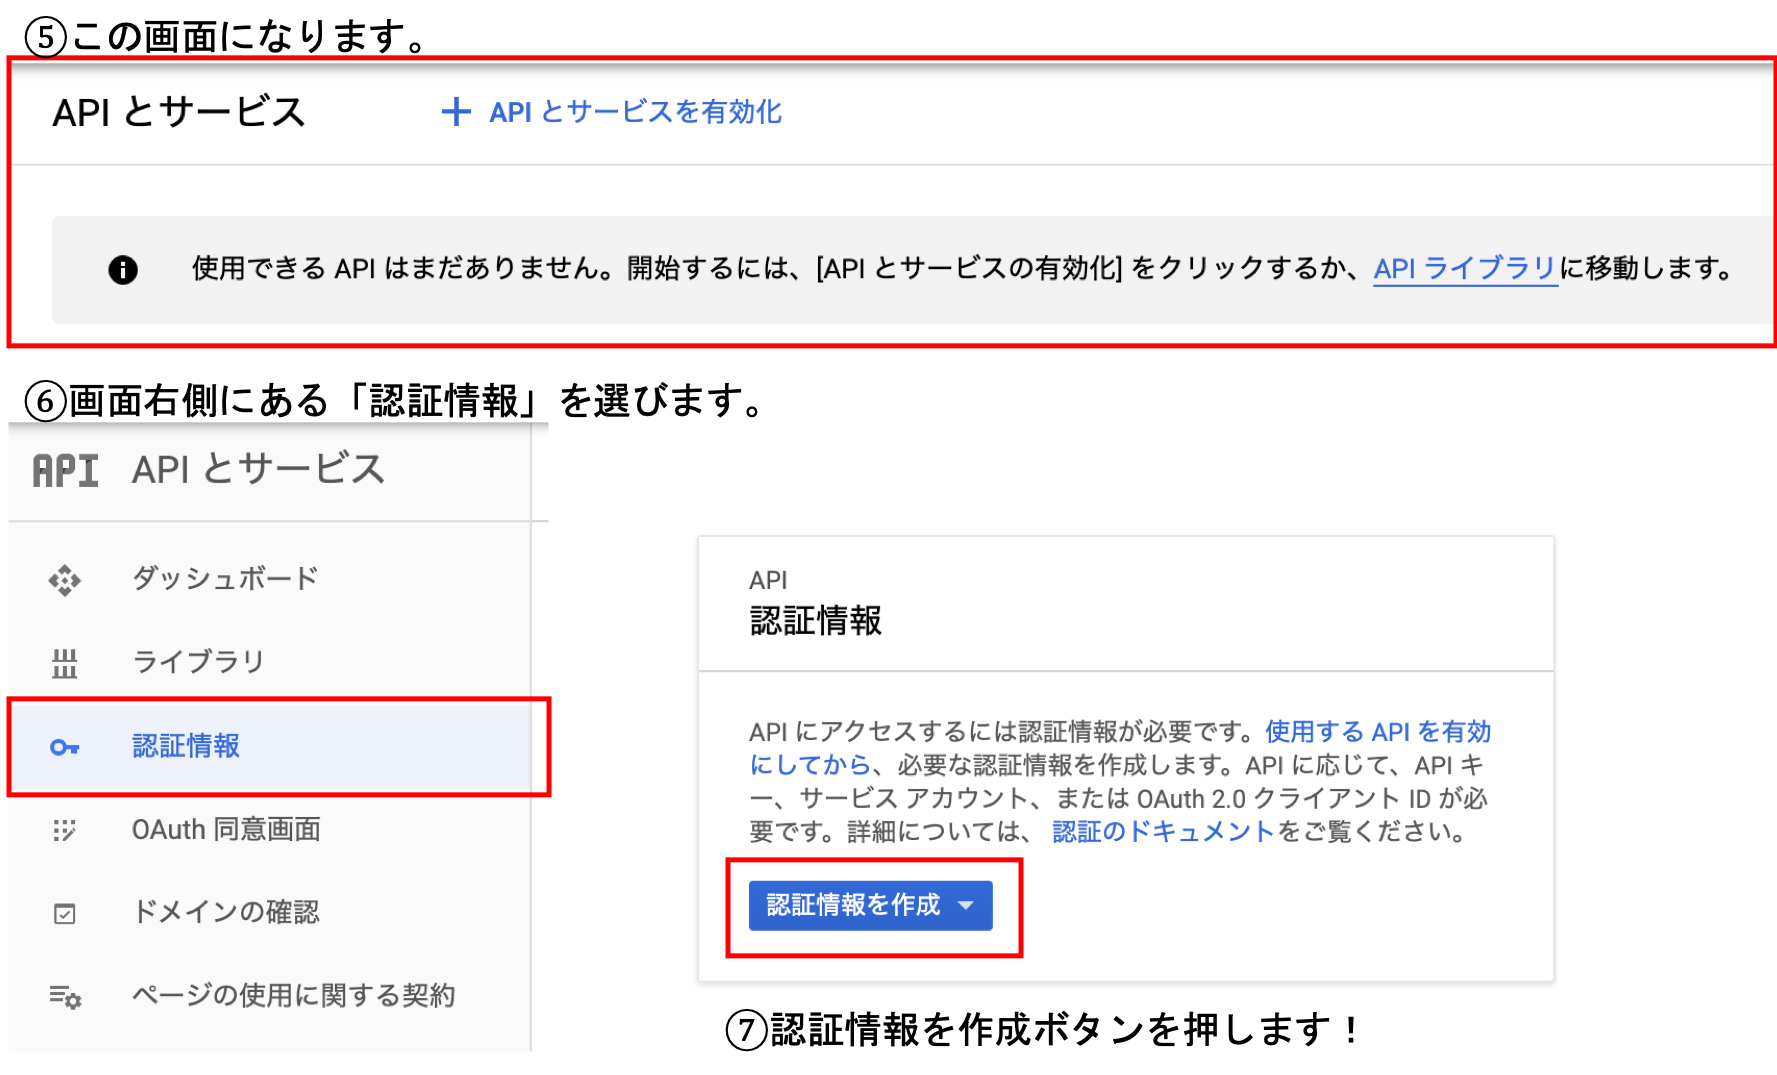 ⑤この画面になります。
API とサービス
＋ API とサービスを有効化
使用できる API はまだありません。開始するには、[API とサービスの有効化] をクリックするか、API ライブラリに移動します。
⑥画面右側にある「認証情報」を選びます。
API API とサービス
ダッシュボード
ライブラリ
認証情報
OAuth 同意画面
ドメインの確認
ページの使用に関する契約
API
認証情報
API にアクセスするには認証情報が必要です。使用する API を有効
にしてから、必要な認証情報を作成します。API に応じて、API キ
ー、サービス アカウント、または OAuth 2.0 クライアント ID が必
要です。詳細については、 認証のドキュメントをご覧ください。
認証情報を作成
⑦認証情報を作成ボタンを押します！